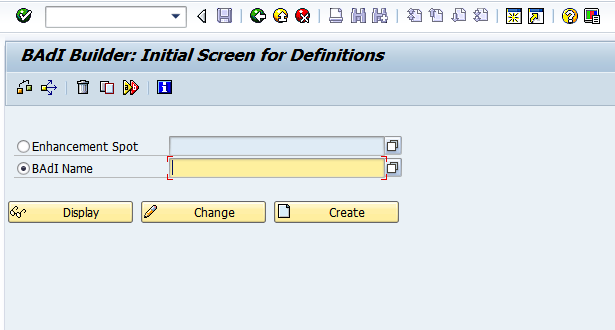 BAdI Builder: Initial Screen for Definitions
Enhancement Spot
BAdI Name
Display Change Create